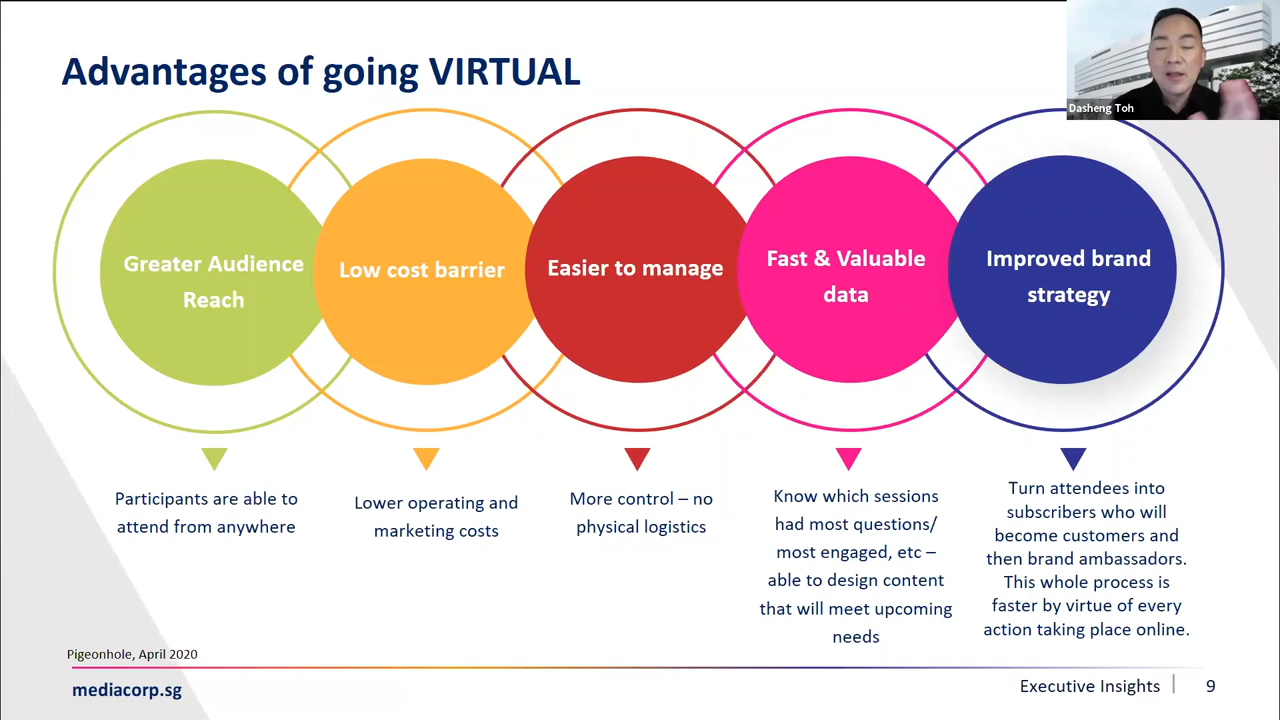 Advantages of going VIRTUAL
Dasheng Toh
Greater Audience
Reach
Low cost barrier
Easier to manage
Fast & Valuable
data
Improved brand
strategy
Participants are able to
attend from anywhere
Lower operating and
marketing costs
More control – no
physical logistics
Know which sessions
had most questions/
most engaged, etc –
able to design content
that will meet upcoming
needs
Turn attendees into
subscribers who will
become customers and
then brand ambassadors.
This whole process is
faster by virtue of every
action taking place online.
Pigeonhole, April 2020
mediacorp.sg
Executive Insights
9